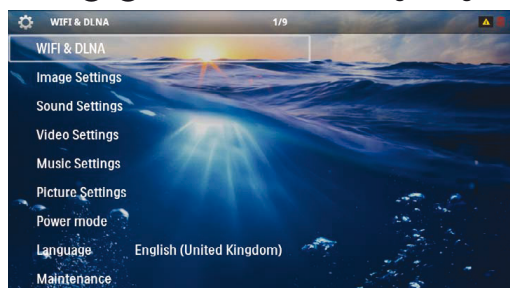 WIFI & DLNA 1/9
WIFI & DLNA
Image Settings
Sound Settings
Video Settings
Music Settings
Picture Settings
Power mode
Language English (United Kingdom)
Maintenance